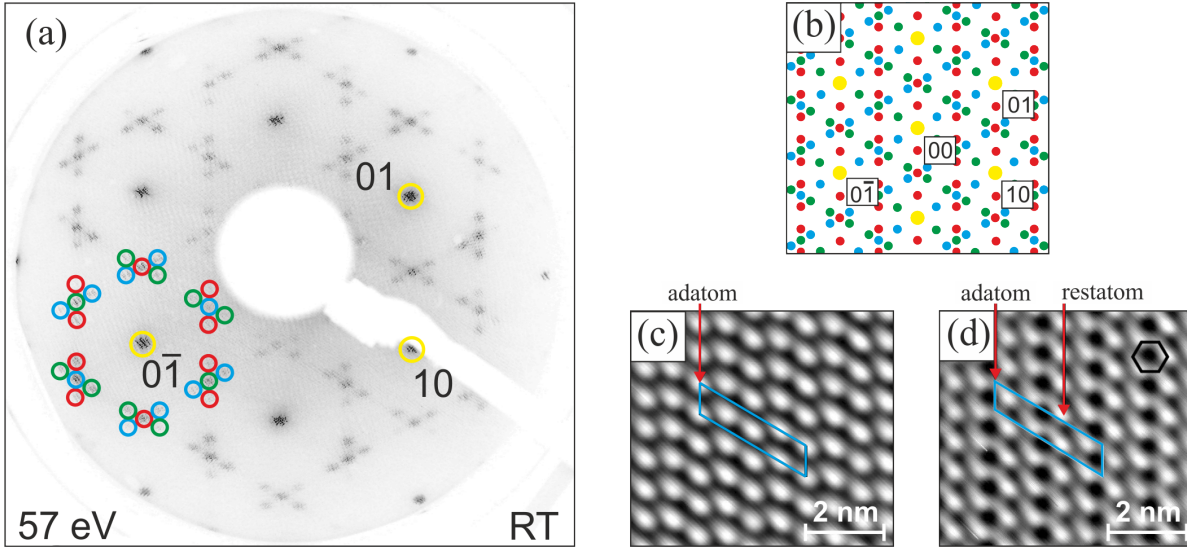 (a)
01
01̅
10
57 eV
RT
(b)
01
00
01̅
10
adatom
(c)
2 nm
adatom restatom
(d)
2 nm